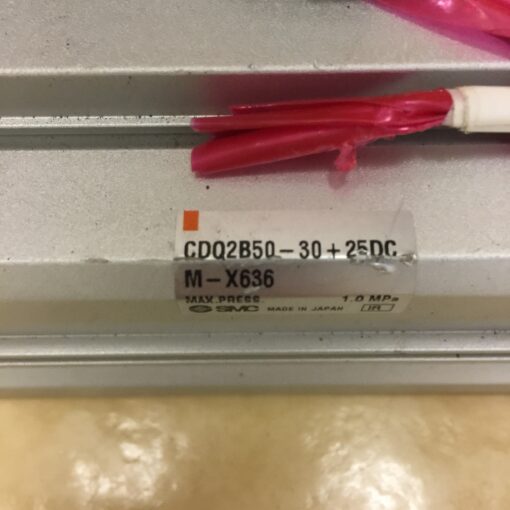 CDQ2B50-30+25DC
M-X636
MAX.PRESS. 1.0 MPa
SMC MADE IN JAPAN